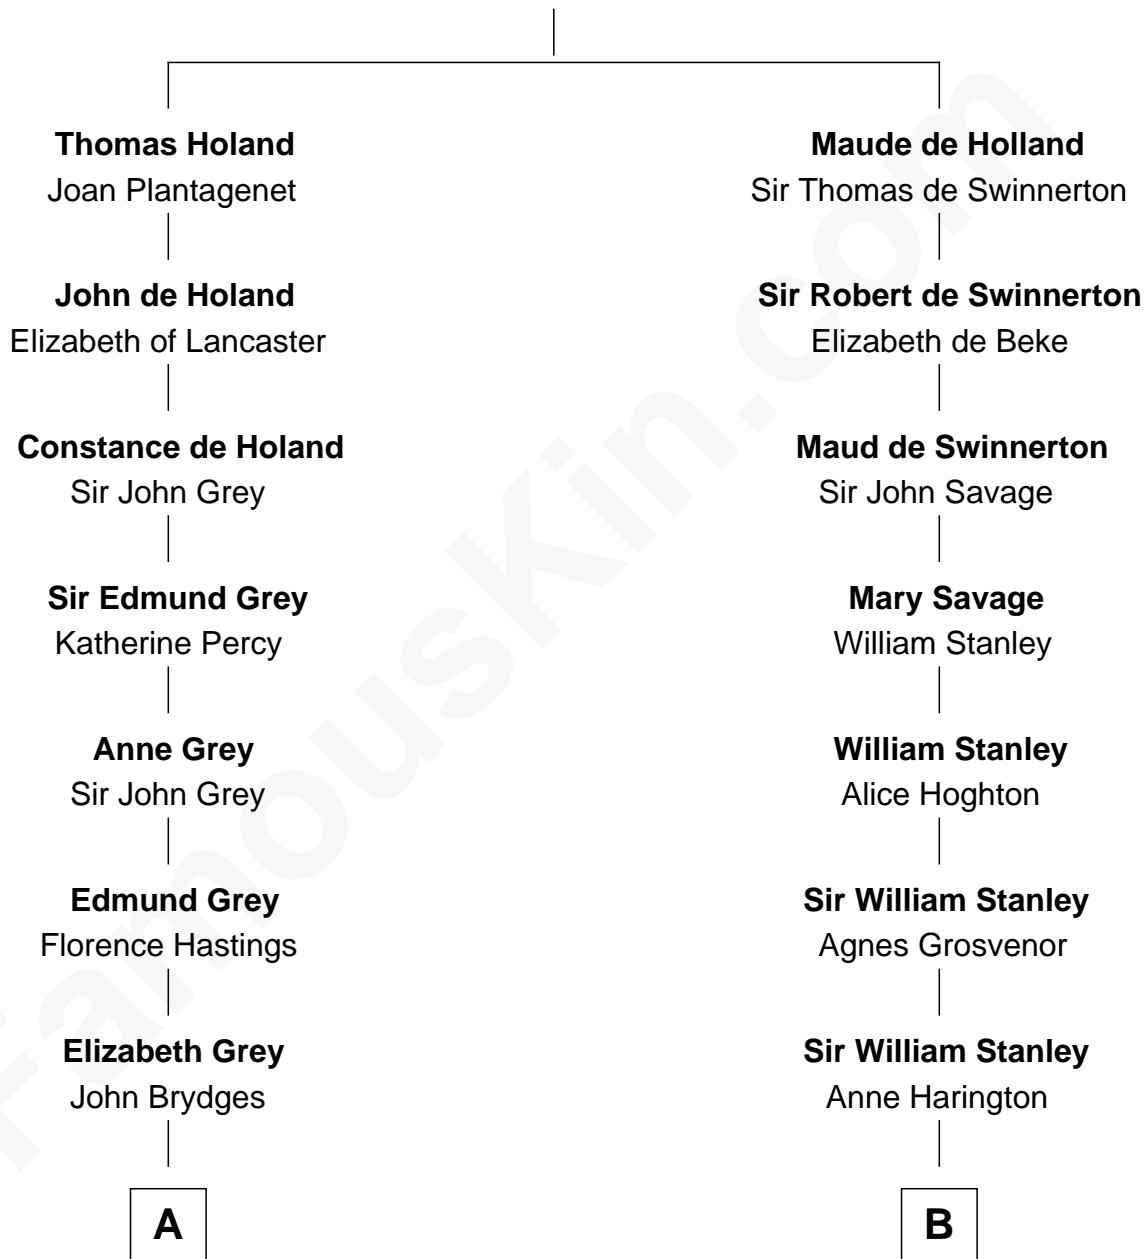 Thomas Holand
Joan Plantagenet
John de Holand
Elizabeth of Lancaster
Constance de Holand
Sir John Grey
Sir Edmund Grey
Katherine Percy
Anne Grey
Sir John Grey
Edmund Grey
Florence Hastings
Elizabeth Grey
John Brydges
A
Maude de Holland
Sir Thomas de Swinnerton
Sir Robert de Swinnerton
Elizabeth de Beke
Maud de Swinnerton
Sir John Savage
Mary Savage
William Stanley
William Stanley
Alice Hoghton
Sir William Stanley
Agnes Grosvenor
Sir William Stanley
Anne Harington
B
FamousKin.com